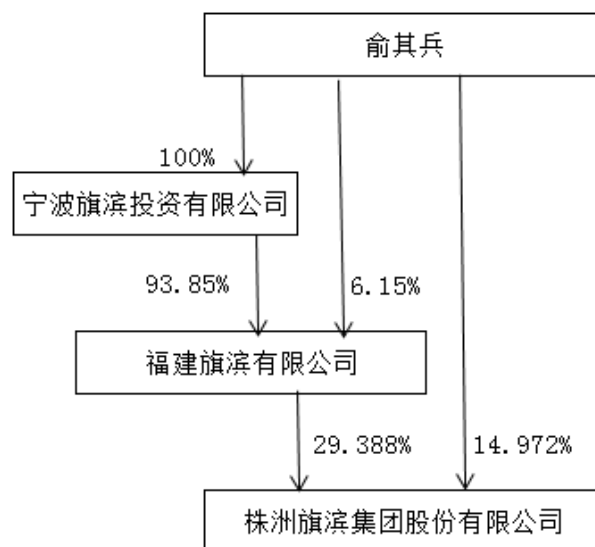 俞其兵
100%
宁波旗滨投资有限公司
93.85%
6.15%
福建旗滨有限公司
29.388%
14.972%
株洲旗滨集团股份有限公司